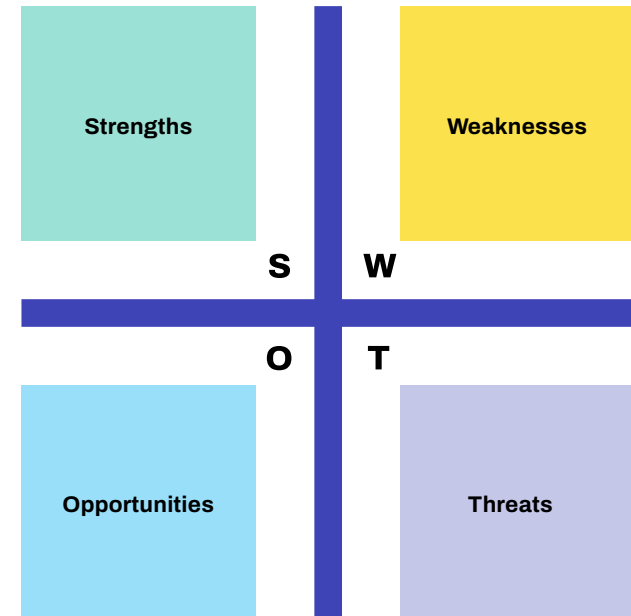 Strengths
Weaknesses
S
W
O
T
Opportunities
Threats